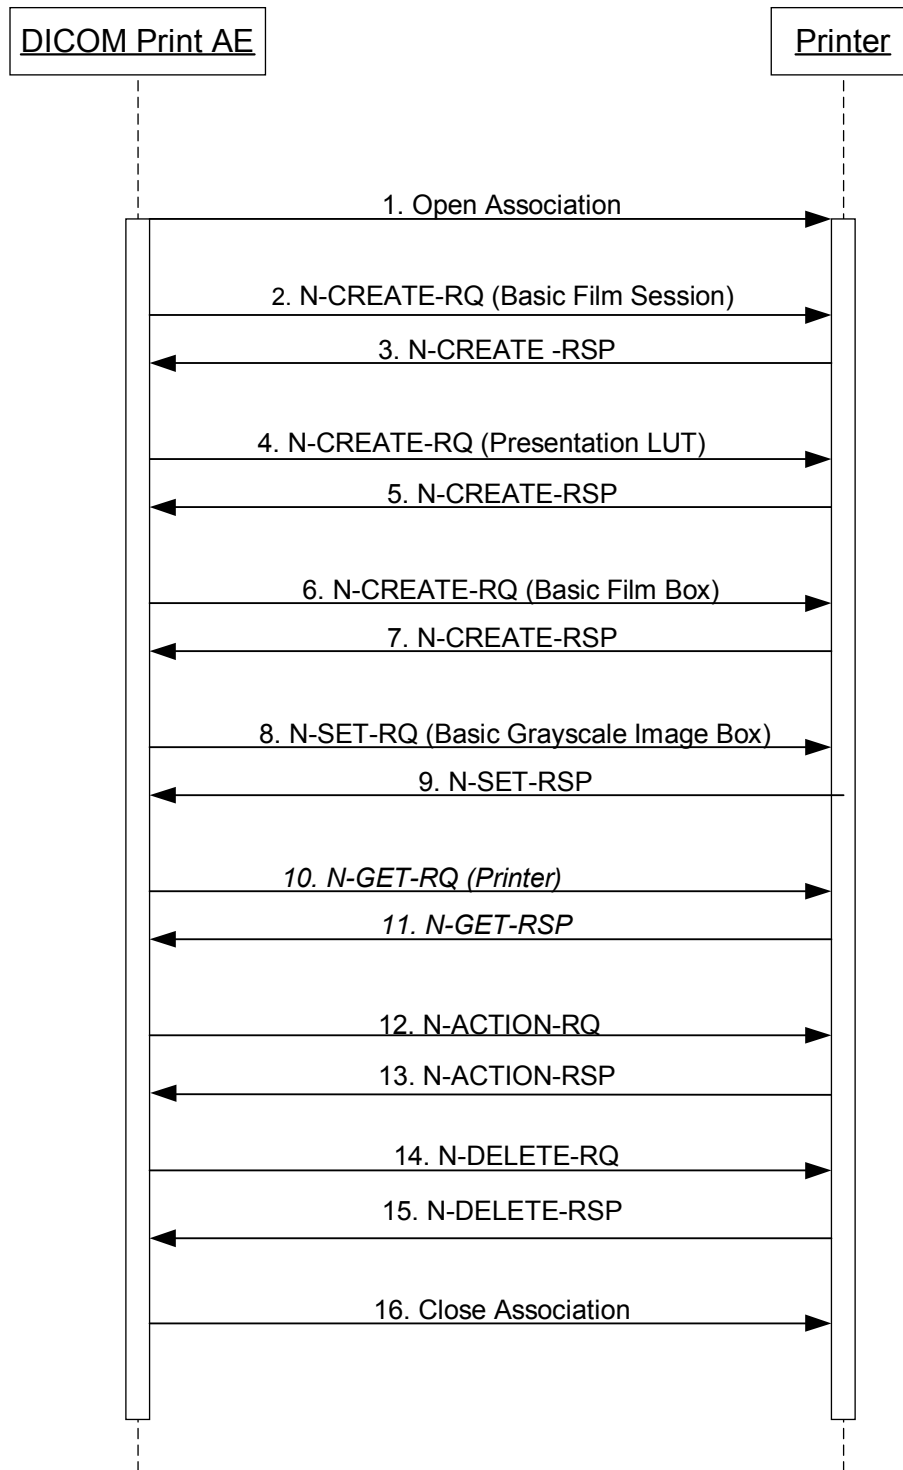 DICOM Print AE
Printer
1. Open Association
2. N-CREATE-RQ (Basic Film Session)
3. N-CREATE -RSP
4. N-CREATE-RQ (Presentation LUT)
5. N-CREATE-RSP
6. N-CREATE-RQ (Basic Film Box)
7. N-CREATE-RSP
8. N-SET-RQ (Basic Grayscale Image Box)
9. N-SET-RSP
10. N-GET-RQ (Printer)
11. N-GET-RSP
12. N-ACTION-RQ
13. N-ACTION-RSP
14. N-DELETE-RQ
15. N-DELETE-RSP
16. Close Association